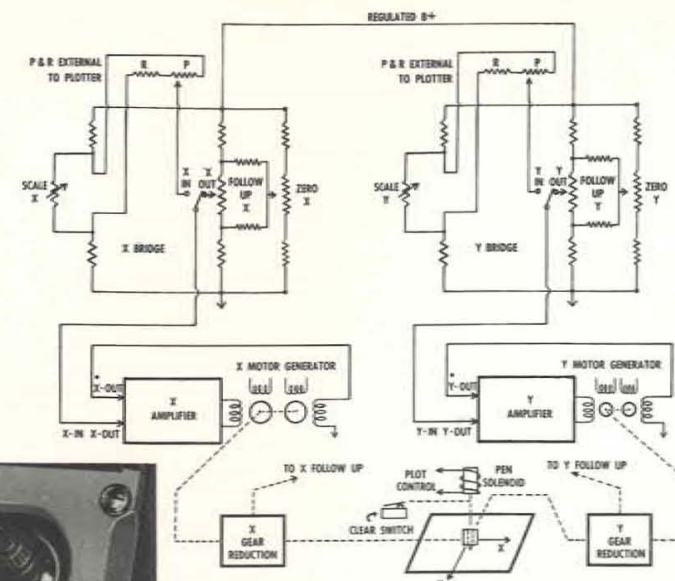 REGULATED B+
P & R EXTERNAL
TO PLOTTER
R
P
SCALE
X
X
IN
X
OUT
FOLLOW
UP
X
ZERO
X
X BRIDGE
P & R EXTERNAL
TO PLOTTER
R
P
SCALE
Y
Y
IN
Y
OUT
FOLLOW
UP
Y
ZERO
Y
Y BRIDGE
X MOTOR GENERATOR
X-OUT
X
AMPLIFIER
X-IN X-OUT
Y MOTOR GENERATOR
Y-OUT
Y
AMPLIFIER
Y-IN Y-OUT
TO X FOLLOW UP
PLOT
CONTROL
PEN
SOLENOID
TO Y FOLLOW UP
CLEAR SWITCH
X
GEAR
REDUCTION
X
Y
GEAR
REDUCTION